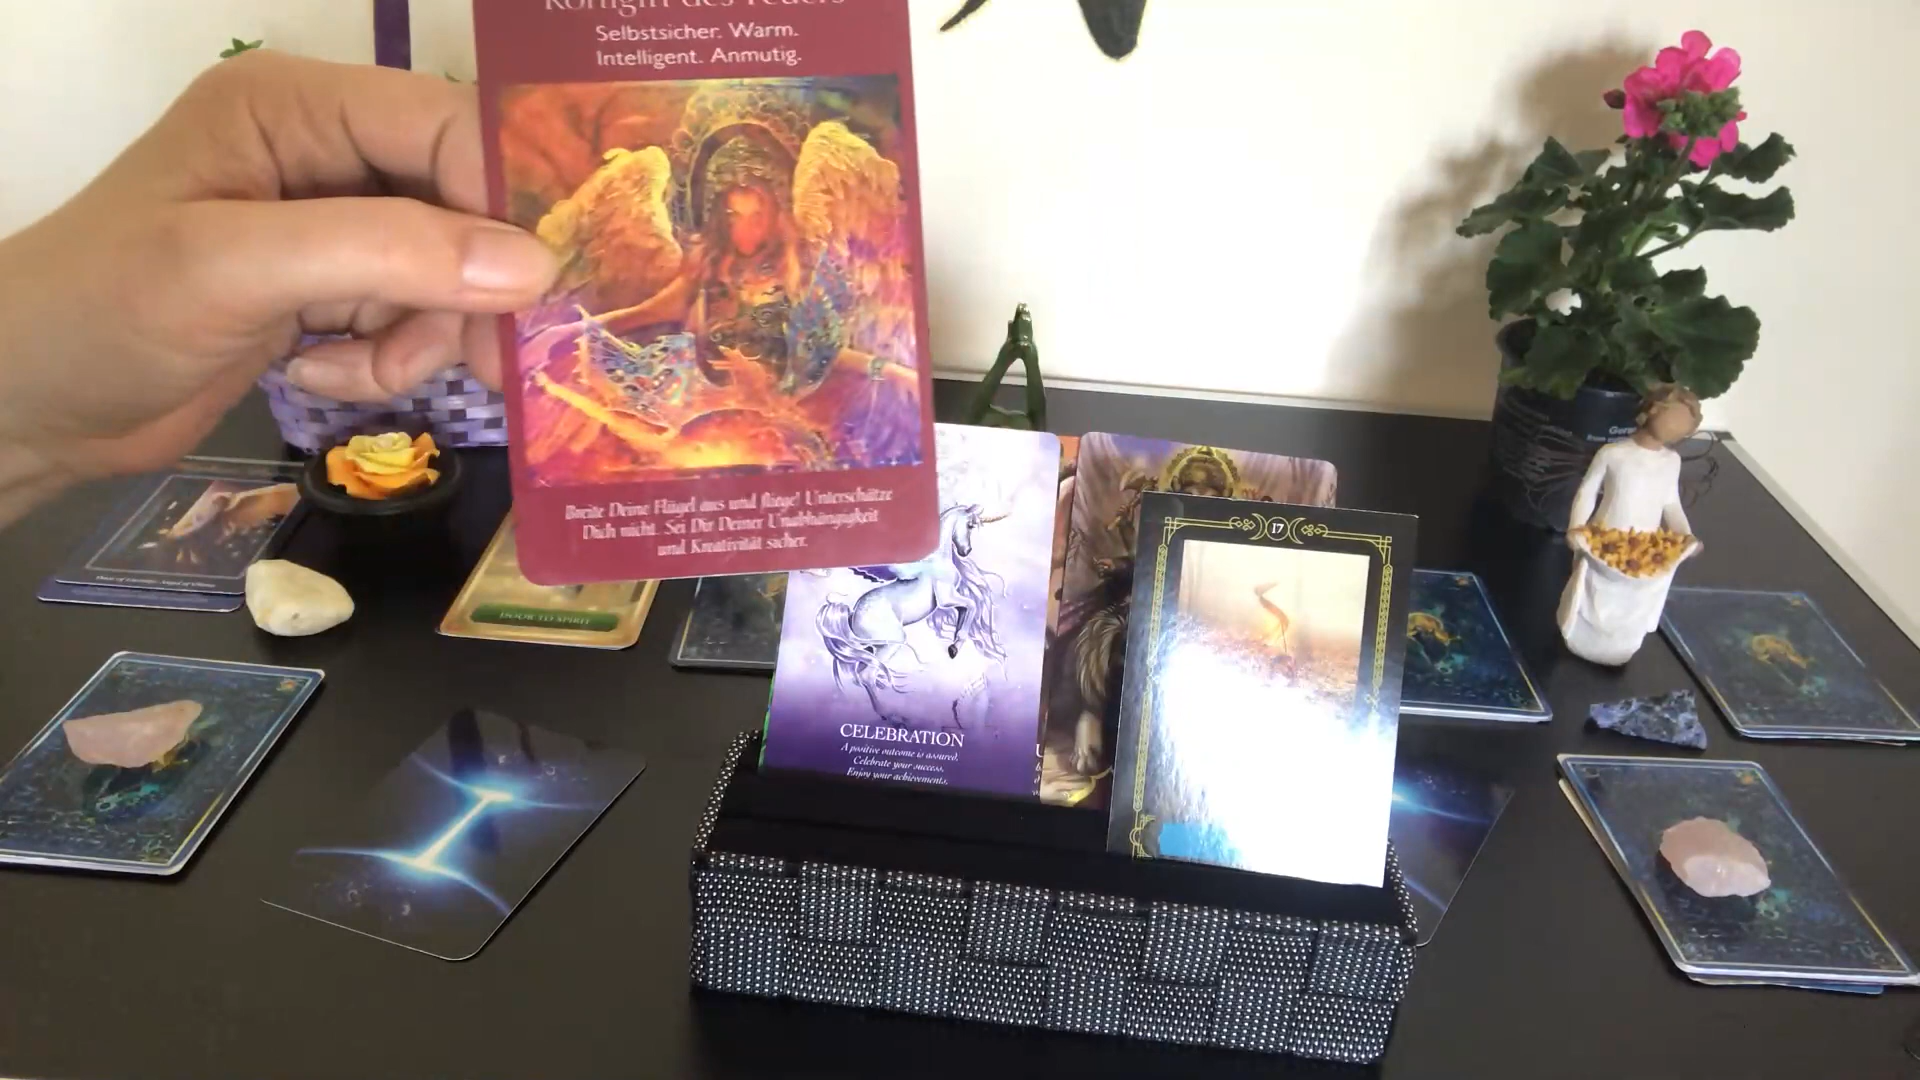 Königin des Feuers
Selbstsicher. Warm.
Intelligent. Anmutig.
Breite Deine Flügel aus und fliege! Unterschätze
Dich nicht. Sei Dir Deiner Unabhängigkeit
und Kreativität sicher.
DOOR TO SPIRIT
17
CELEBRATION
A positive outcome is assured.
Celebrate your success.
Enjoy your achievements.